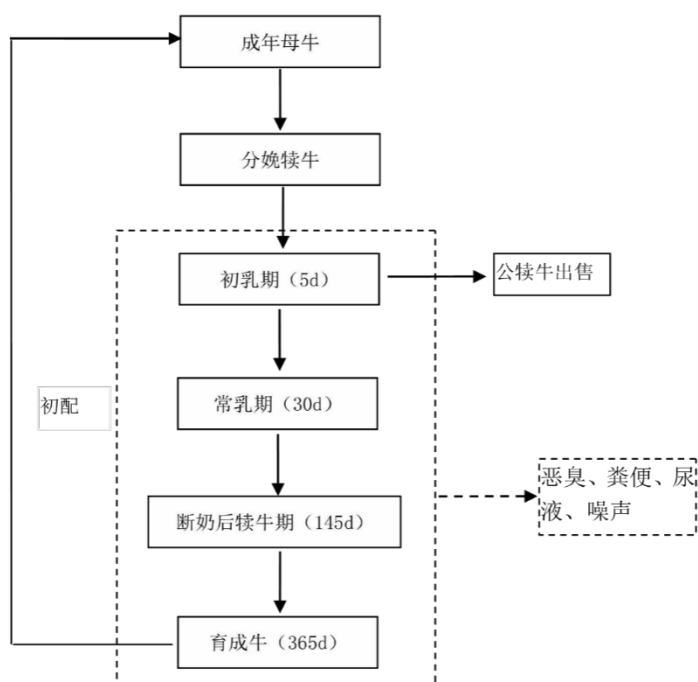 成年母牛
分娩犊牛
初乳期（5d）
公犊牛出售
常乳期（30d）
初配
恶臭、粪便、尿
液、噪声
断奶后犊牛期（145d）
育成牛（365d）